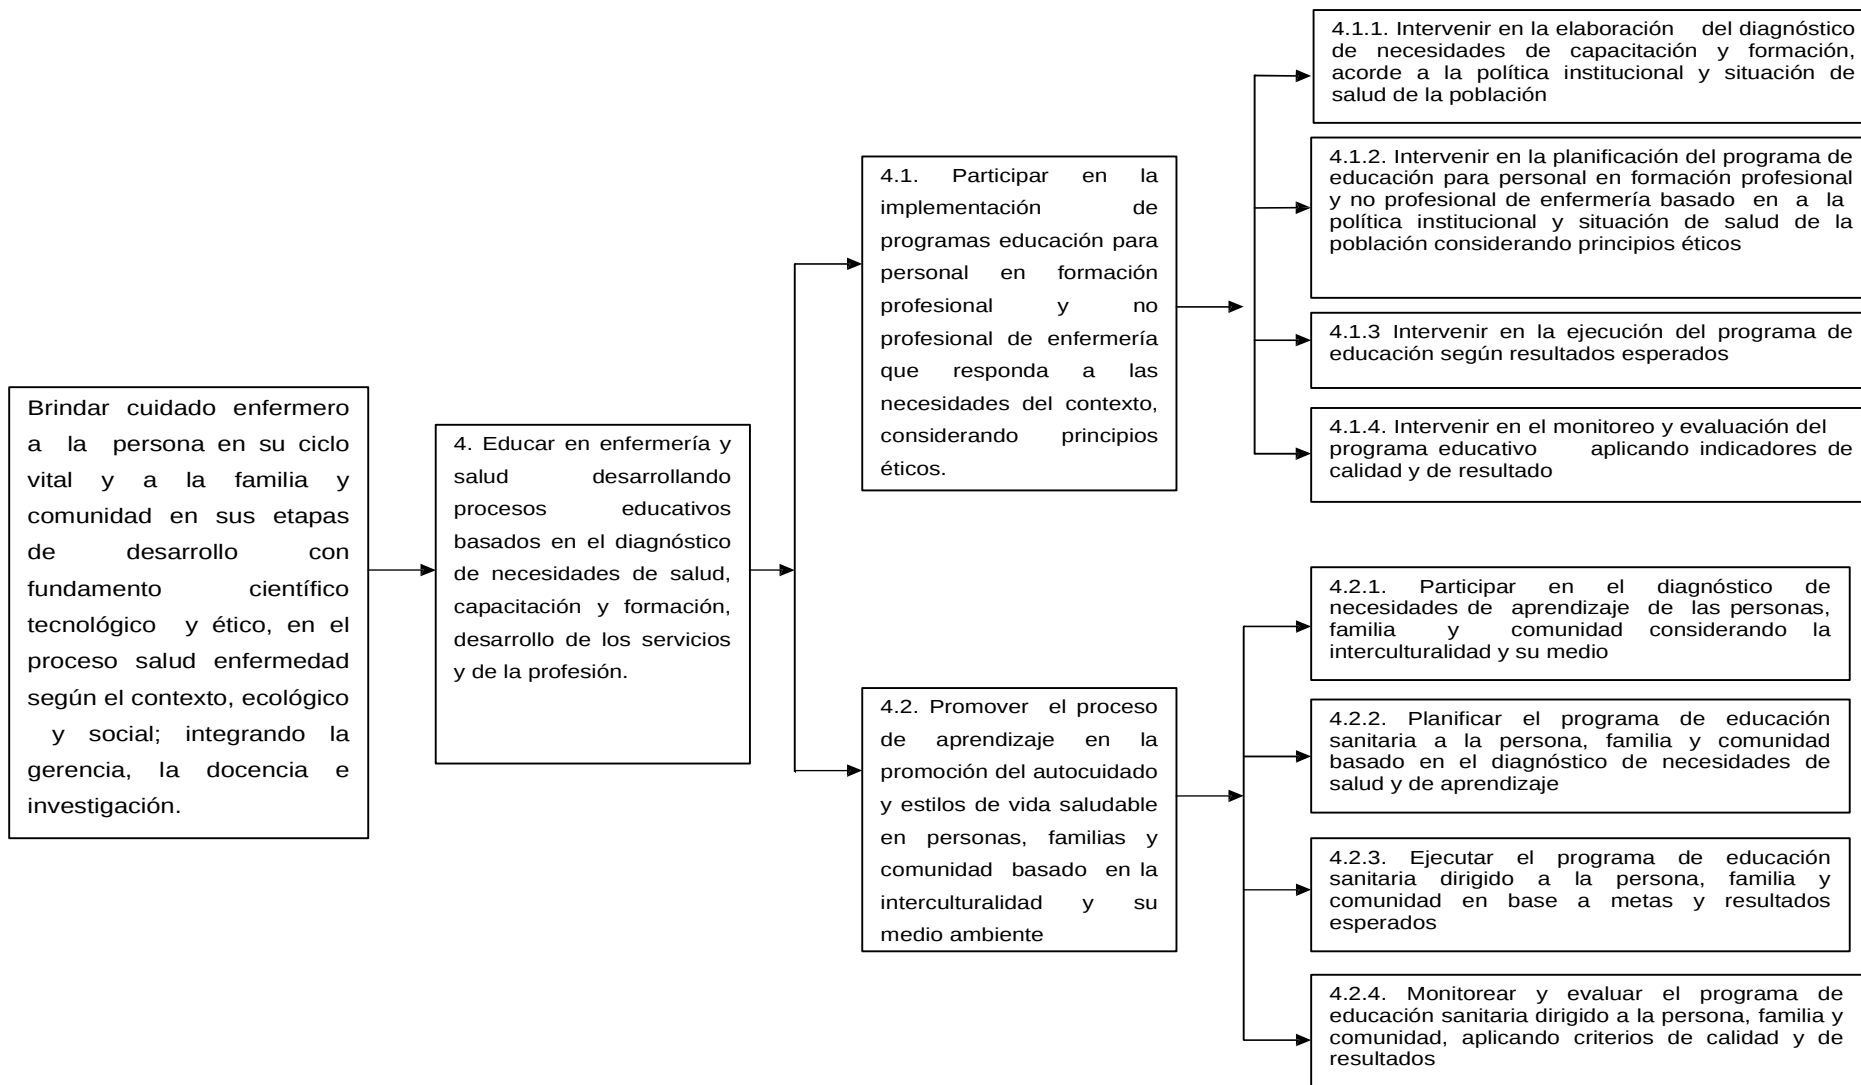 Brindar cuidado enfermero
a la persona en su ciclo
vital y a la familia y
comunidad en sus etapas
de desarrollo con
fundamento científico
tecnológico y ético, en el
proceso salud enfermedad
según el contexto, ecológico
y social; integrando la
gerencia, la docencia e
investigación.
4. Educar en enfermería y
salud desarrollando
procesos educativos
basados en el diagnóstico
de necesidades de salud,
capacitación y formación,
desarrollo de los servicios
y de la profesión.
4.1. Participar en la
implementación de
programas educación para
personal en formación
profesional y no
profesional de enfermería
que responda a las
necesidades del contexto,
considerando principios
éticos.
4.1.1. Intervenir en la elaboración del diagnóstico
de necesidades de capacitación y formación,
acorde a la política institucional y situación de
salud de la población
4.1.2. Intervenir en la planificación del programa de
educación para personal en formación profesional
y no profesional de enfermería basado en a la
política institucional y situación de salud de la
población considerando principios éticos
4.1.3 Intervenir en la ejecución del programa de
educación según resultados esperados
4.1.4. Intervenir en el monitoreo y evaluación del
programa educativo aplicando indicadores de
calidad y de resultado
4.2. Promover el proceso
de aprendizaje en la
promoción del autocuidado
y estilos de vida saludable
en personas, familias y
comunidad basado en la
interculturalidad y su
medio ambiente
4.2.1. Participar en el diagnóstico de
necesidades de aprendizaje de las personas,
familia y comunidad considerando la
interculturalidad y su medio
4.2.2. Planificar el programa de educación
sanitaria a la persona, familia y comunidad
basado en el diagnóstico de necesidades de
salud y de aprendizaje
4.2.3. Ejecutar el programa de educación
sanitaria dirigido a la persona, familia y
comunidad en base a metas y resultados
esperados
4.2.4. Monitorear y evaluar el programa de
educación sanitaria dirigido a la persona, familia y
comunidad, aplicando criterios de calidad y de
resultados